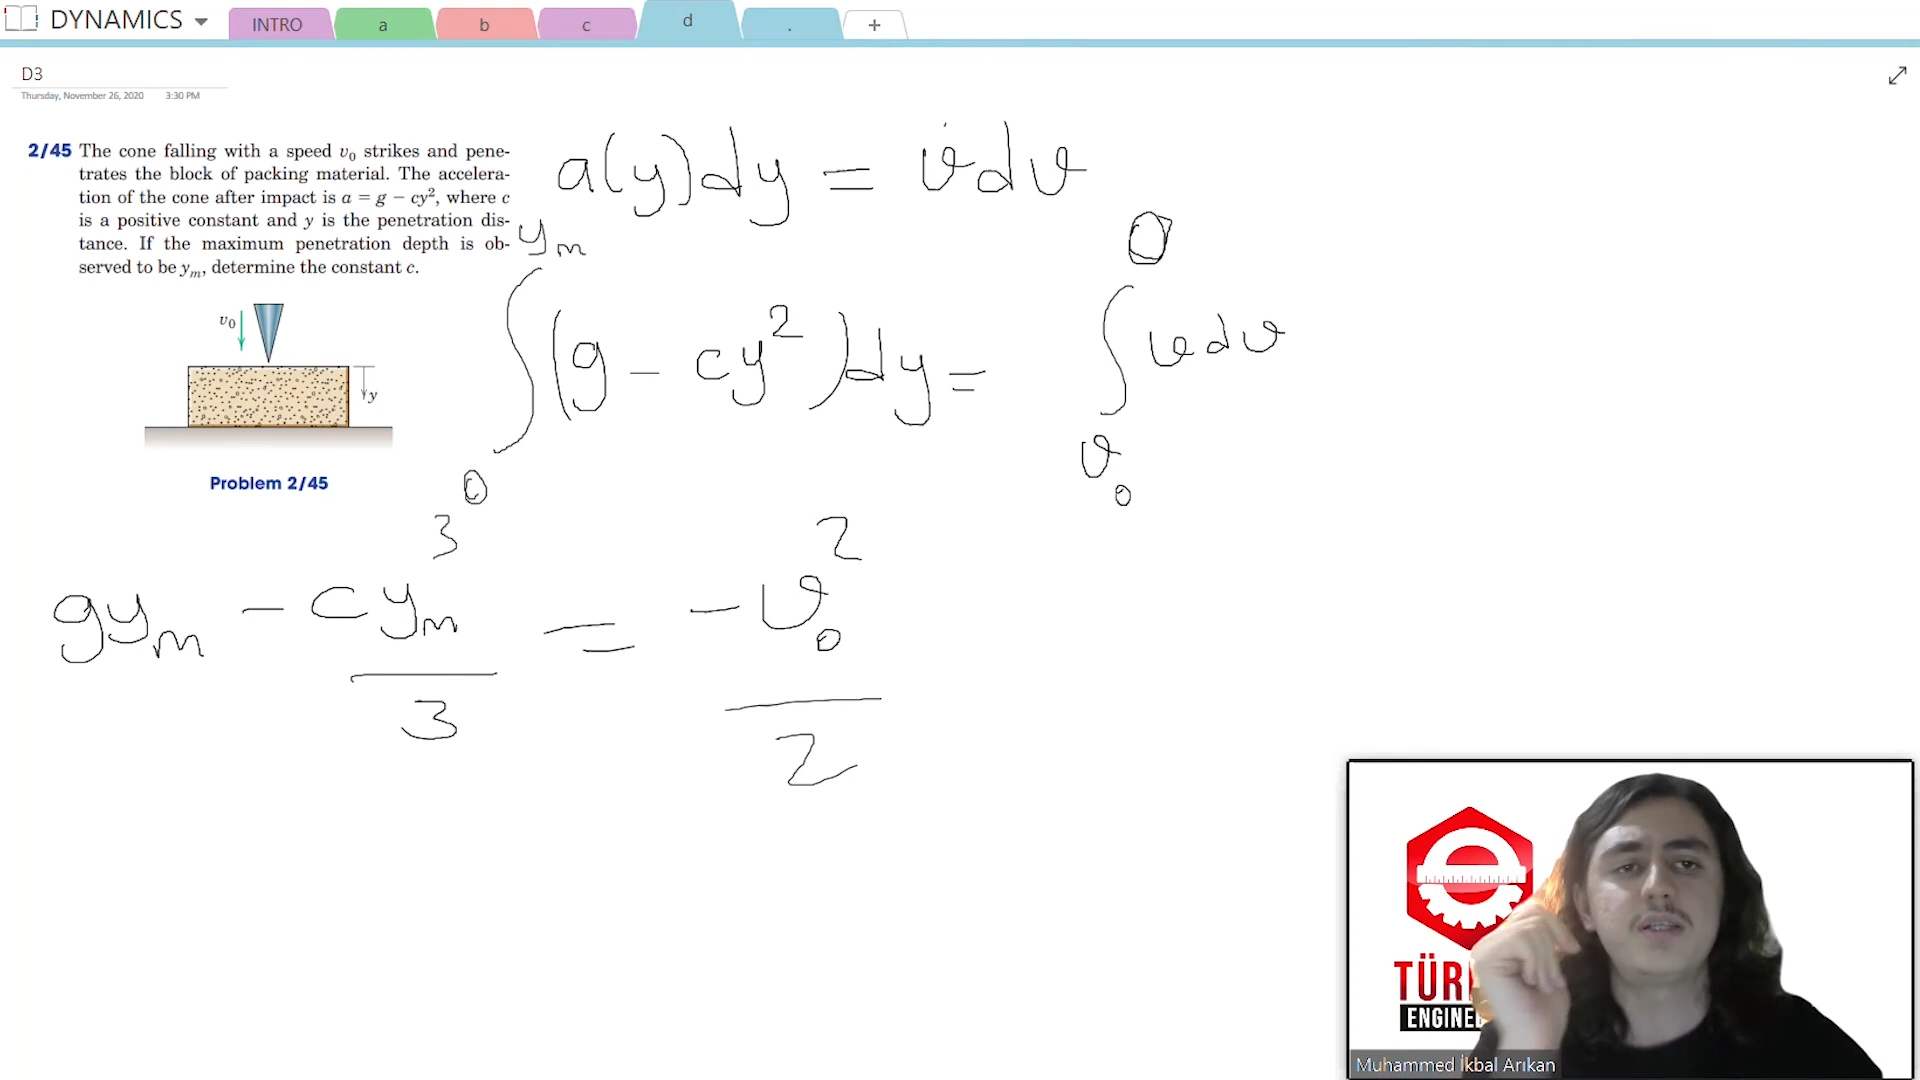 DYNAMICS
INTRO a b c d . +
D3
Thursday, November 26, 2020 3:30 PM
2/45 The cone falling with a speed v₀ strikes and pene-
trates the block of packing material. The accelera-
tion of the cone after impact is a = g − cy², where c
is a positive constant and y is the penetration dis-
tance. If the maximum penetration depth is ob-
served to be yₘ, determine the constant c.
v₀
y
Problem 2/45
a(y)dy = vdv
∫₀^yₘ (g − cy²)dy = ∫_v₀^0 vdv
gyₘ − cyₘ³/3 = −v₀²/2
TÜR
ENGINE
Muhammed İkbal Arıkan